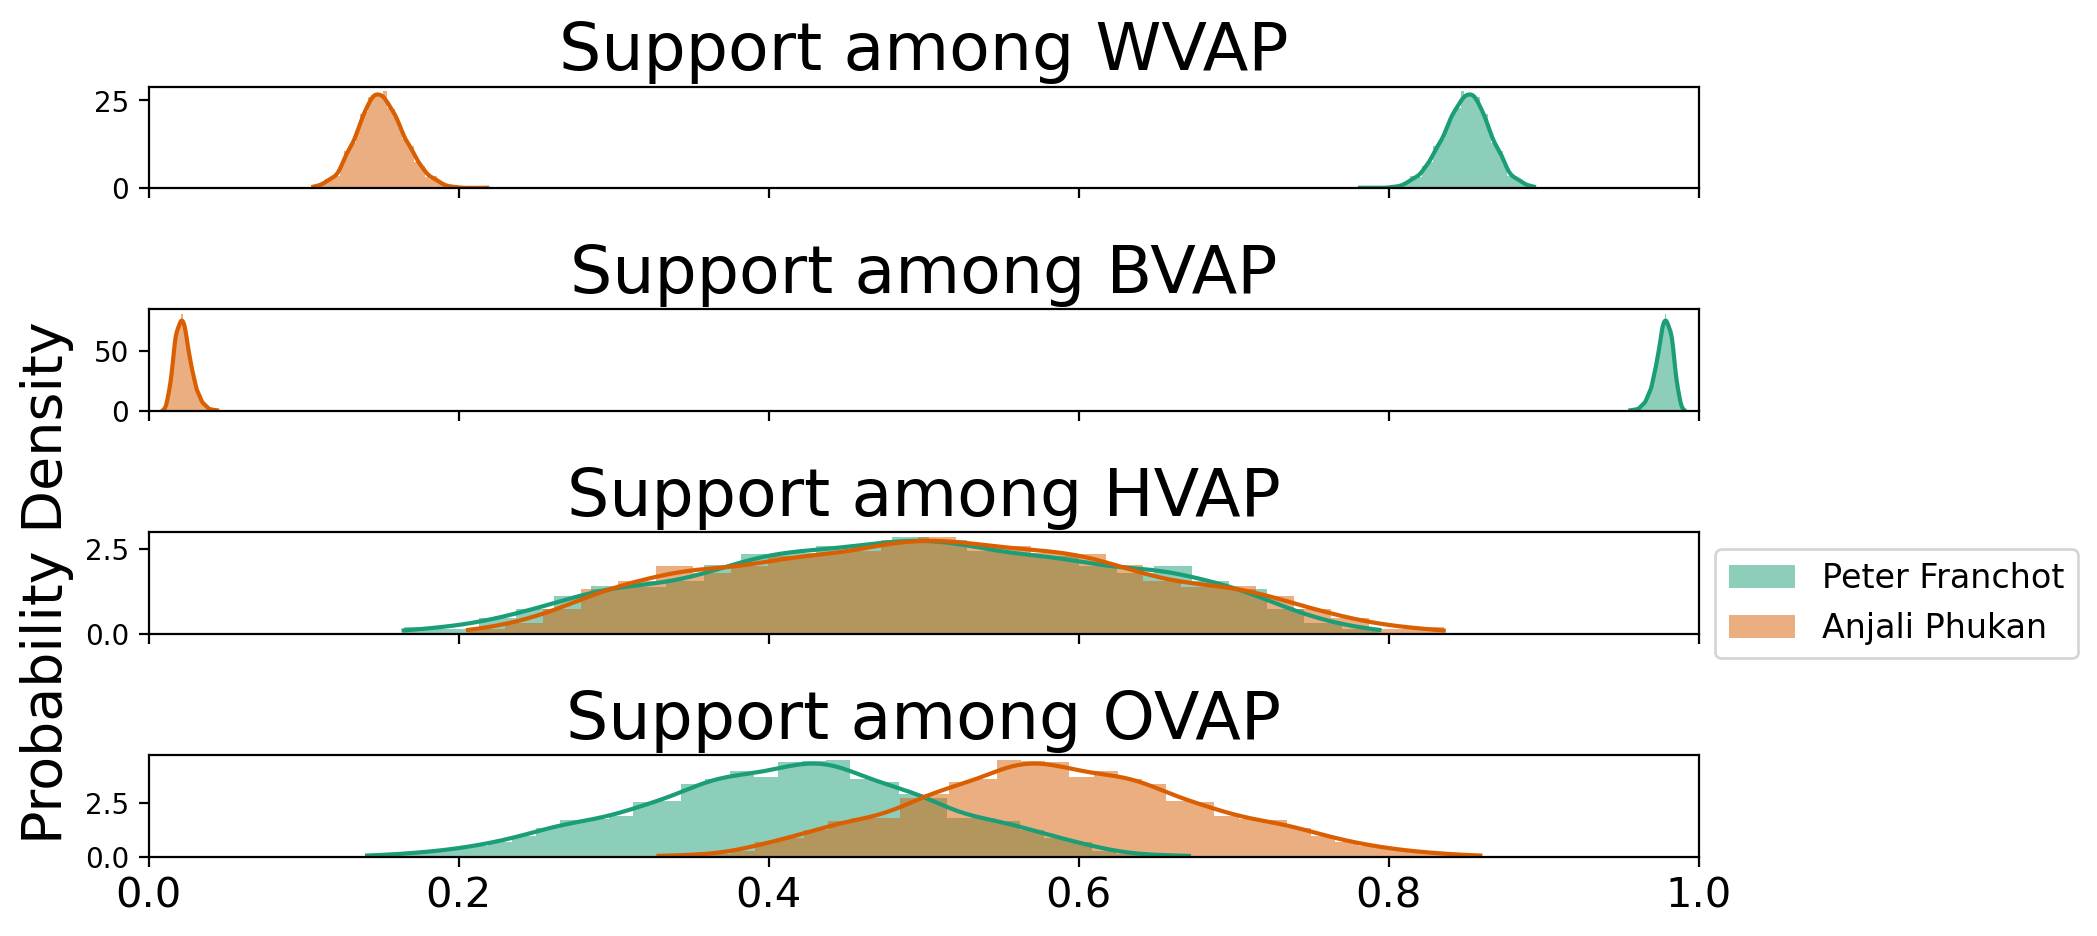 Support among WVAP
25
0
Support among BVAP
50
0
Support among HVAP
2.5
0.0
Support among OVAP
2.5
0.0
0.0 0.2 0.4 0.6 0.8 1.0
Probability Density
Peter Franchot
Anjali Phukan